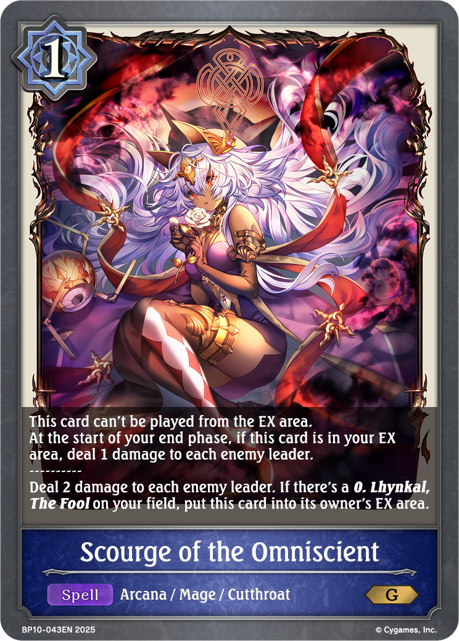 1
This card can't be played from the EX area.
At the start of your end phase, if this card is in your EX
area, deal 1 damage to each enemy leader.
----------
Deal 2 damage to each enemy leader. If there's a 0. Lhynkal,
The Fool on your field, put this card into its owner's EX area.
Scourge of the Omniscient
Spell Arcana / Mage / Cutthroat G
BP10-043EN 2025 © Cygames, Inc.